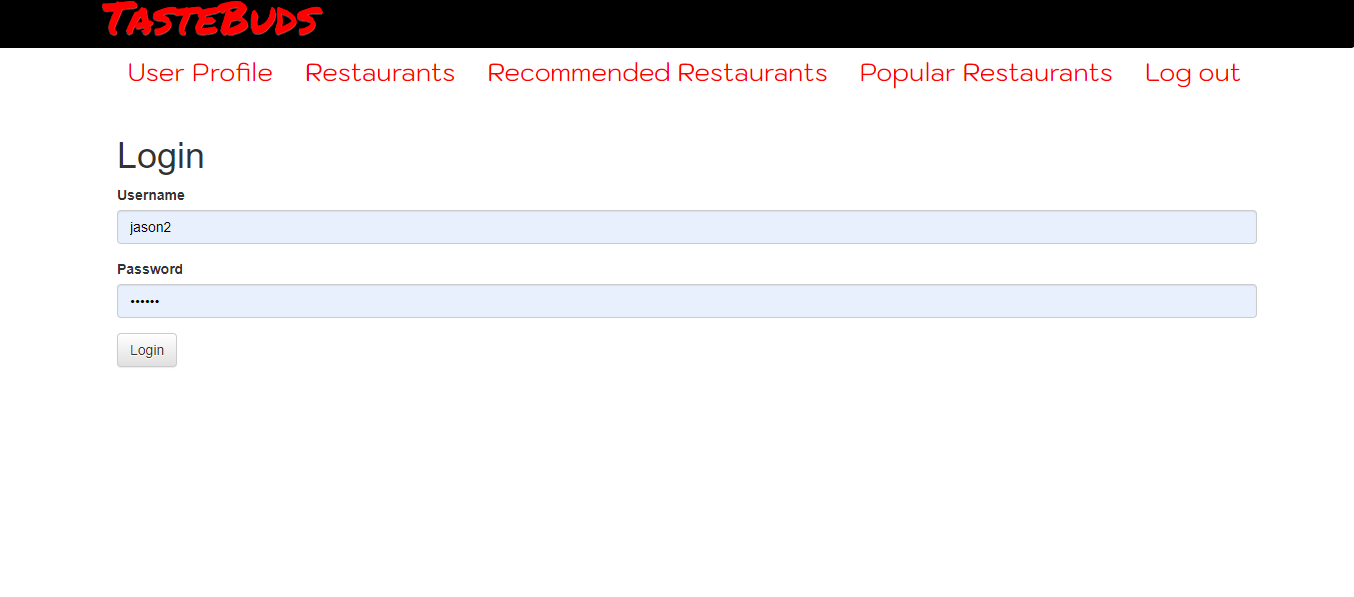 TasteBuds
User Profile Restaurants Recommended Restaurants Popular Restaurants Log out
Login
Username
jason2
Password
••••••
Login